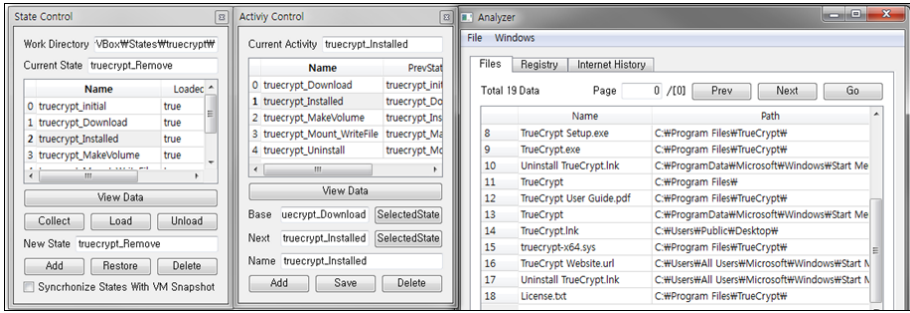 State Control
Work Directory VBox₩States₩truecrypt₩
Current State truecrypt_Remove
Name Loadec
0 truecrypt_initial true
1 truecrypt_Download true
2 truecrypt_Installed true
3 truecrypt_MakeVolume true
View Data
Collect Load Unload
New State truecrypt_Remove
Add Restore Delete
Syncrhonize States With VM Snapshot
Activiy Control
Current Activity truecrypt_Installed
Name PrevStat
0 truecrypt_Download truecrypt_init
1 truecrypt_Installed truecrypt_Do
2 truecrypt_MakeVolume truecrypt_Ins
3 truecrypt_Mount_WriteFile truecrypt_Ma
4 truecrypt_Uninstall truecrypt_Mo
View Data
Base uecrypt_Download SelectedState
Next truecrypt_Installed SelectedState
Name truecrypt_Installed
Add Save Delete
Analyzer
File Windows
Files Registry Internet History
Total 19 Data Page 0 /[0] Prev Next Go
Name Path
8 TrueCrypt Setup.exe C:₩Program Files₩TrueCrypt₩
9 TrueCrypt.exe C:₩Program Files₩TrueCrypt₩
10 Uninstall TrueCrypt.lnk C:₩ProgramData₩Microsoft₩Windows₩Start Me
11 TrueCrypt C:₩Program Files₩
12 TrueCrypt User Guide.pdf C:₩Program Files₩TrueCrypt₩
13 TrueCrypt C:₩ProgramData₩Microsoft₩Windows₩Start Me
14 TrueCrypt.lnk C:₩Users₩Public₩Desktop₩
15 truecrypt-x64.sys C:₩Program Files₩TrueCrypt₩
16 TrueCrypt Website.url C:₩Users₩All Users₩Microsoft₩Windows₩Start M
17 Uninstall TrueCrypt.lnk C:₩Users₩All Users₩Microsoft₩Windows₩Start M
18 License.txt C:₩Program Files₩TrueCrypt₩